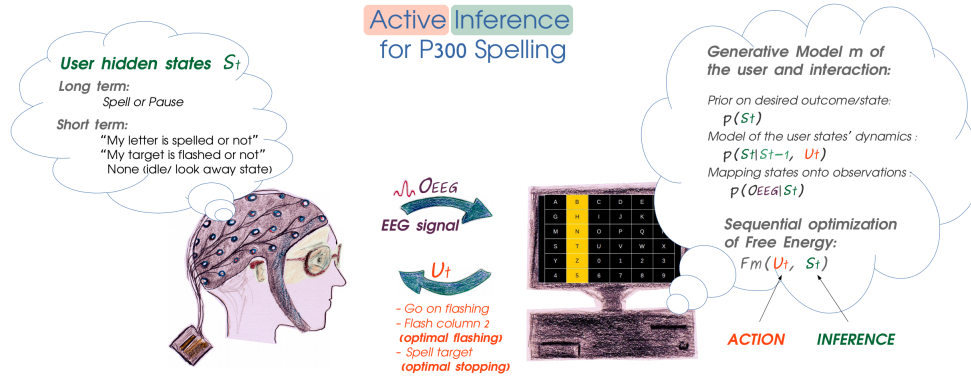 Active Inference
for P300 Spelling
User hidden states St
Long term:
Spell or Pause
Short term:
"My letter is spelled or not"
"My target is flashed or not"
None (idle/ look away state)
OEEG
EEG signal
Ut
- Go on flashing
- Flash column 2
(optimal flashing)
- Spell target
(optimal stopping)
A B C D E
G H I J K
M N O P Q
S T U V W X
Y Z 0 1 2 3
4 5 6 7 8 9
Generative Model m of
the user and interaction:
Prior on desired outcome/state:
p(St)
Model of the user states' dynamics :
p(St|St-1, Ut)
Mapping states onto observations :
p(OEEG|St)
Sequential optimization
of Free Energy:
Fm(Ut, St)
ACTION INFERENCE